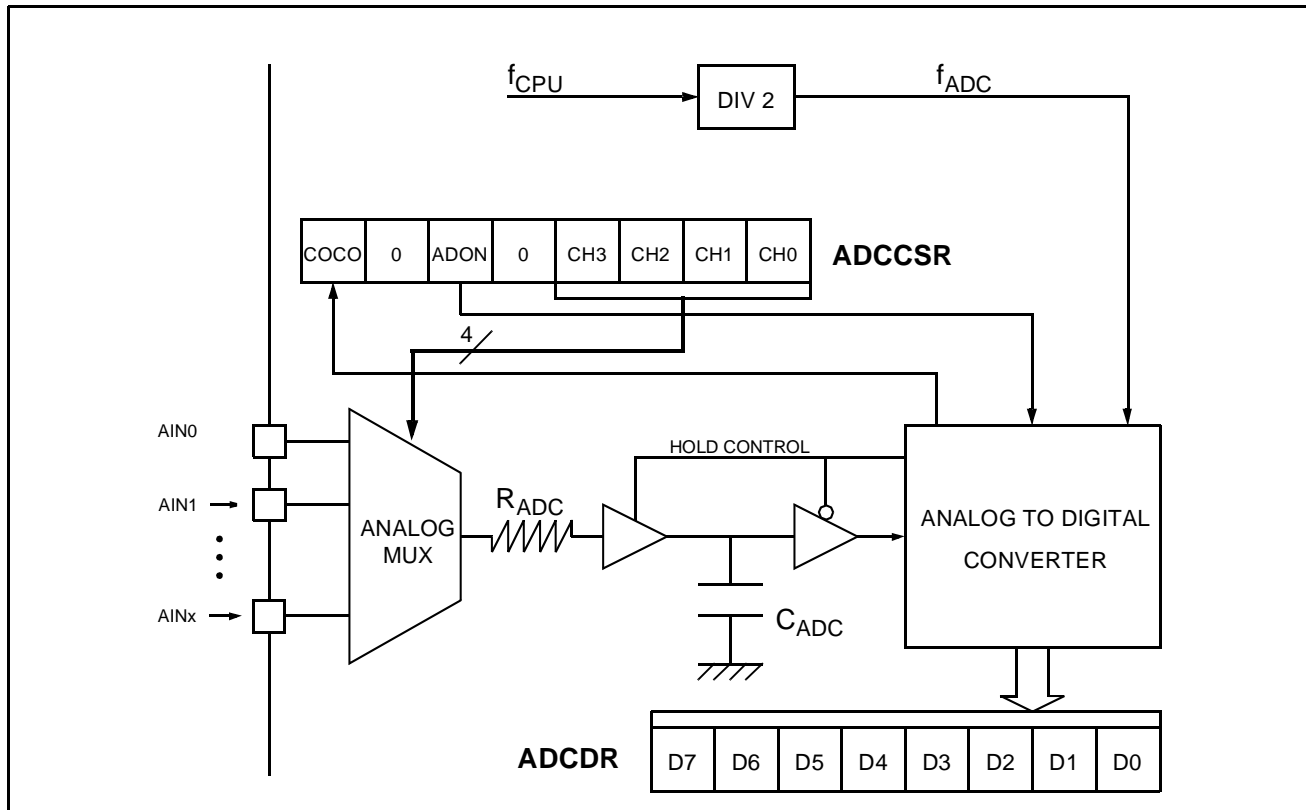 fCPU
DIV 2
fADC
COCO 0 ADON 0 CH3 CH2 CH1 CH0
ADCCSR
4
AIN0
HOLD CONTROL
AIN1
RADC
ANALOG
MUX
ANALOG TO DIGITAL
CONVERTER
AINx
CADC
ADCDR
D7 D6 D5 D4 D3 D2 D1 D0